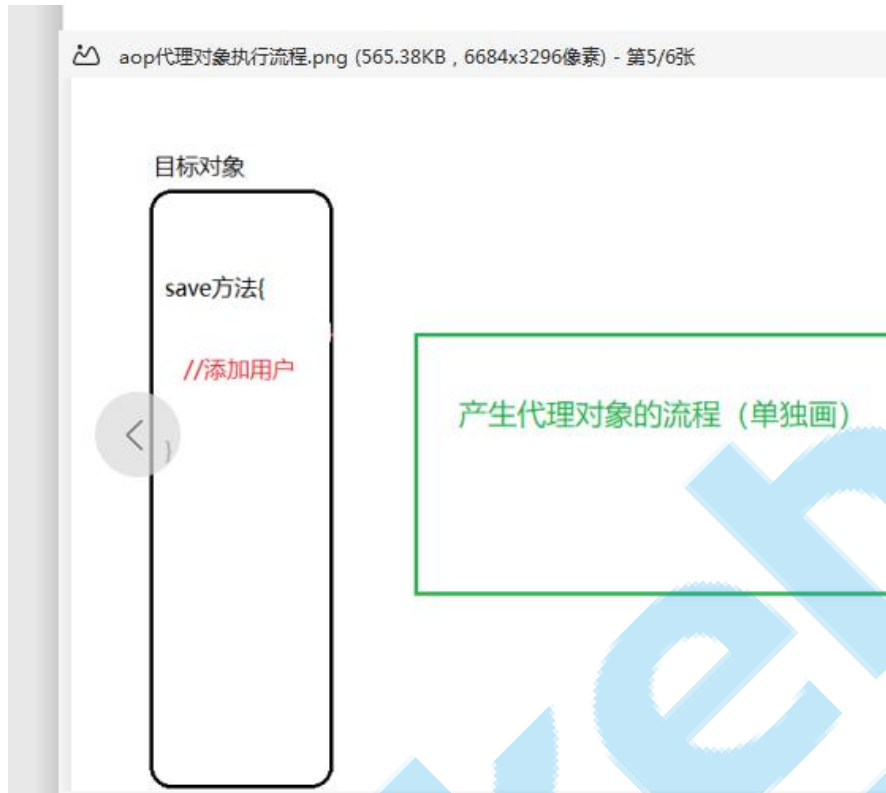 aop代理对象执行流程.png (565.38KB , 6684x3296像素) - 第5/6张
目标对象
save方法{
//添加用户
产生代理对象的流程（单独画）
}